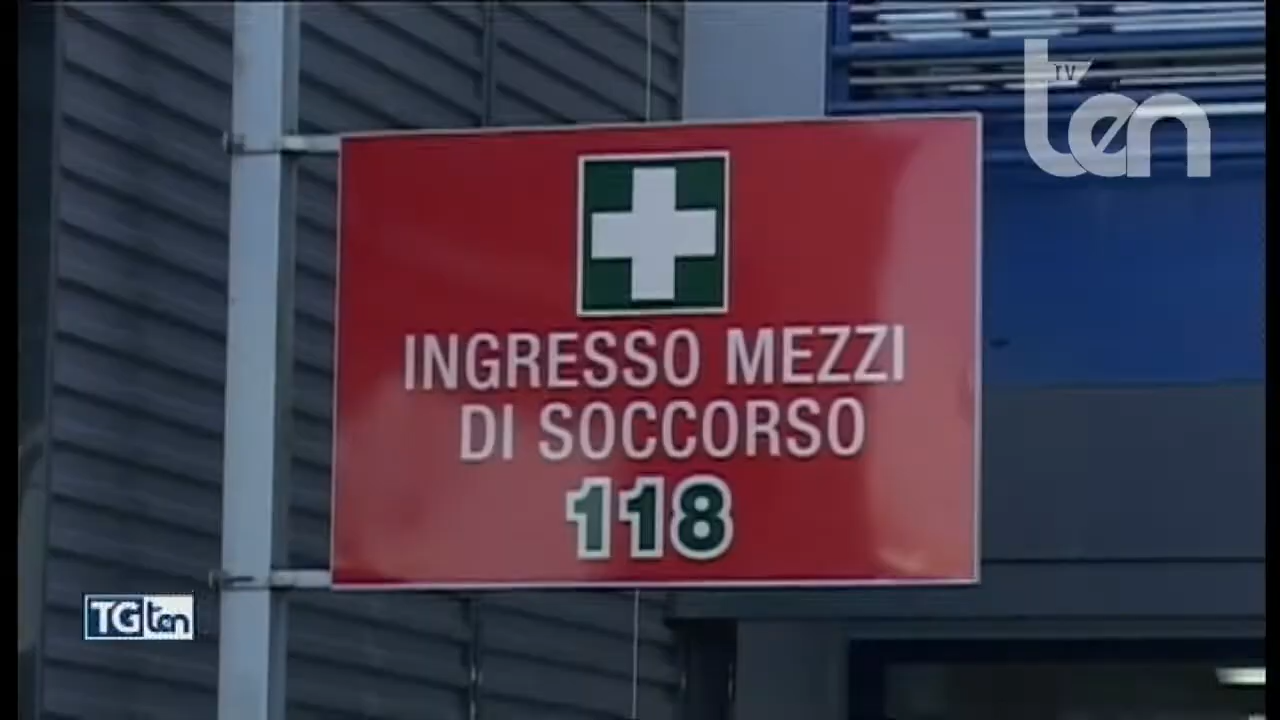 TV
ten
INGRESSO MEZZI
DI SOCCORSO
118
TG ten